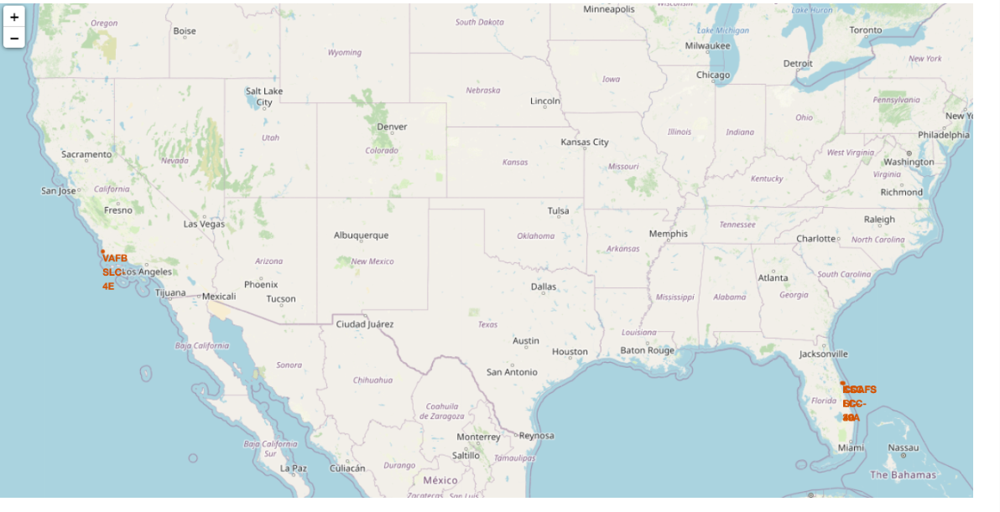 +
−
Minneapolis
Wisconsin
Lake Huron
Oregon
Boise
South Dakota
Lake Michigan
Toronto
Milwaukee
Wyoming
Detroit
New York
Chicago
Iowa
Nebraska
Salt Lake
City
Lincoln
Pennsylvania
Ohio
New Yo
Denver
Illinois
Indiana
Philadelphia
Utah
Kansas City
Colorado
Sacramento
Nevada
Kansas
Missouri
West Virginia
Washington
Virginia
Kentucky
San Jose
California
Richmond
Fresno
Tulsa
Las Vegas
Raleigh
Tennessee
Albuquerque
Oklahoma
Memphis
Charlotte
North Carolina
Arkansas
VAFB
SLC-
4E
Los Angeles
Arizona
New Mexico
South Carolina
Atlanta
Phoenix
Dallas
Tijuana
Mexicali
Tucson
Mississippi
Alabama
Georgia
Ciudad Juárez
Texas
Louisiana
Baja California
Austin
Houston
Baton Rouge
Jacksonville
Sonora
San Antonio
Chihuahua
Florida
Coahuila
de Zaragoza
Monterrey
Reynosa
Baja California
Sur
Saltillo
Tamaulipas
Miami
Nassau
La Paz
Culiacán
Durango
The Bahamas
México
Zacatecas
San Luis